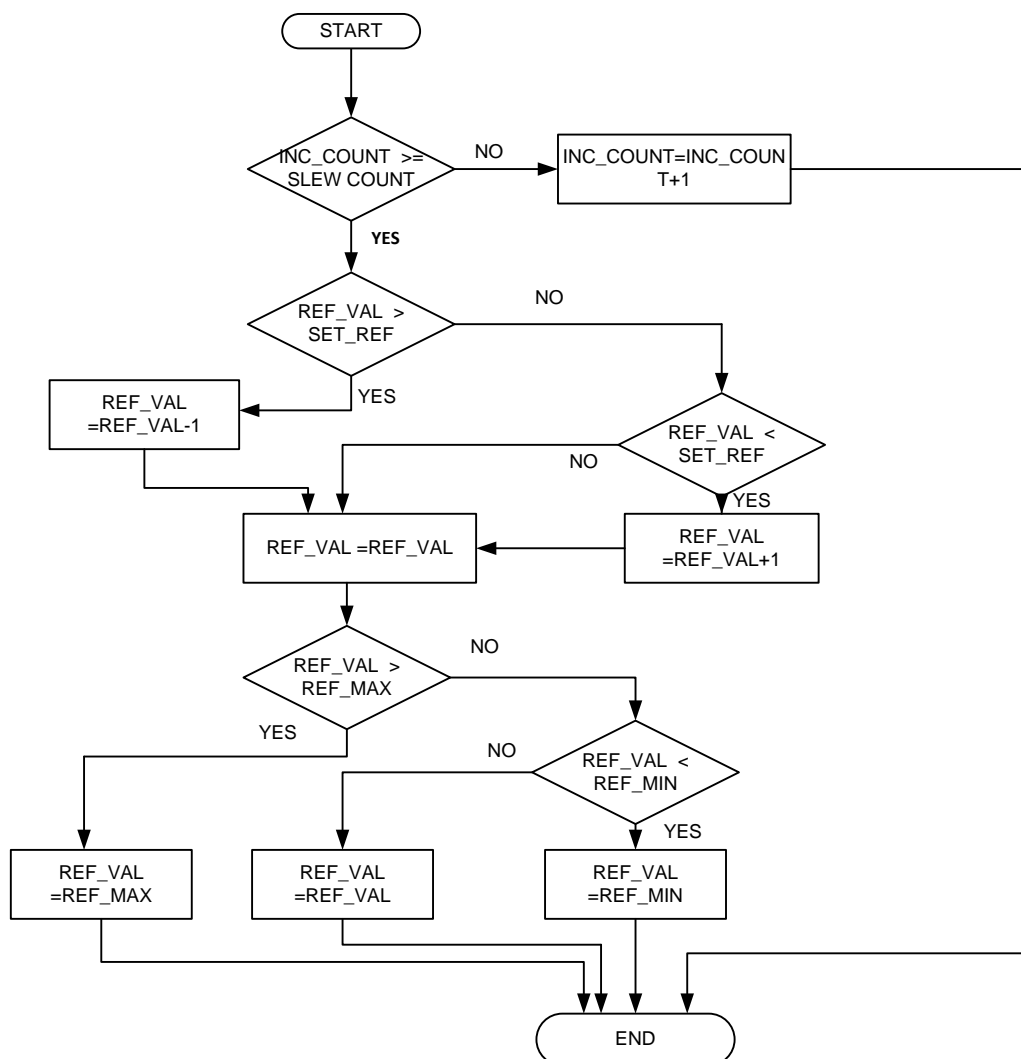 START
INC_COUNT >=
SLEW COUNT
NO
INC_COUNT=INC_COUN
T+1
YES
REF_VAL >
SET_REF
NO
YES
REF_VAL
=REF_VAL-1
REF_VAL <
SET_REF
NO
YES
REF_VAL =REF_VAL
REF_VAL
=REF_VAL+1
REF_VAL >
REF_MAX
NO
YES
REF_VAL <
REF_MIN
NO
YES
REF_VAL
=REF_MAX
REF_VAL
=REF_VAL
REF_VAL
=REF_MIN
END